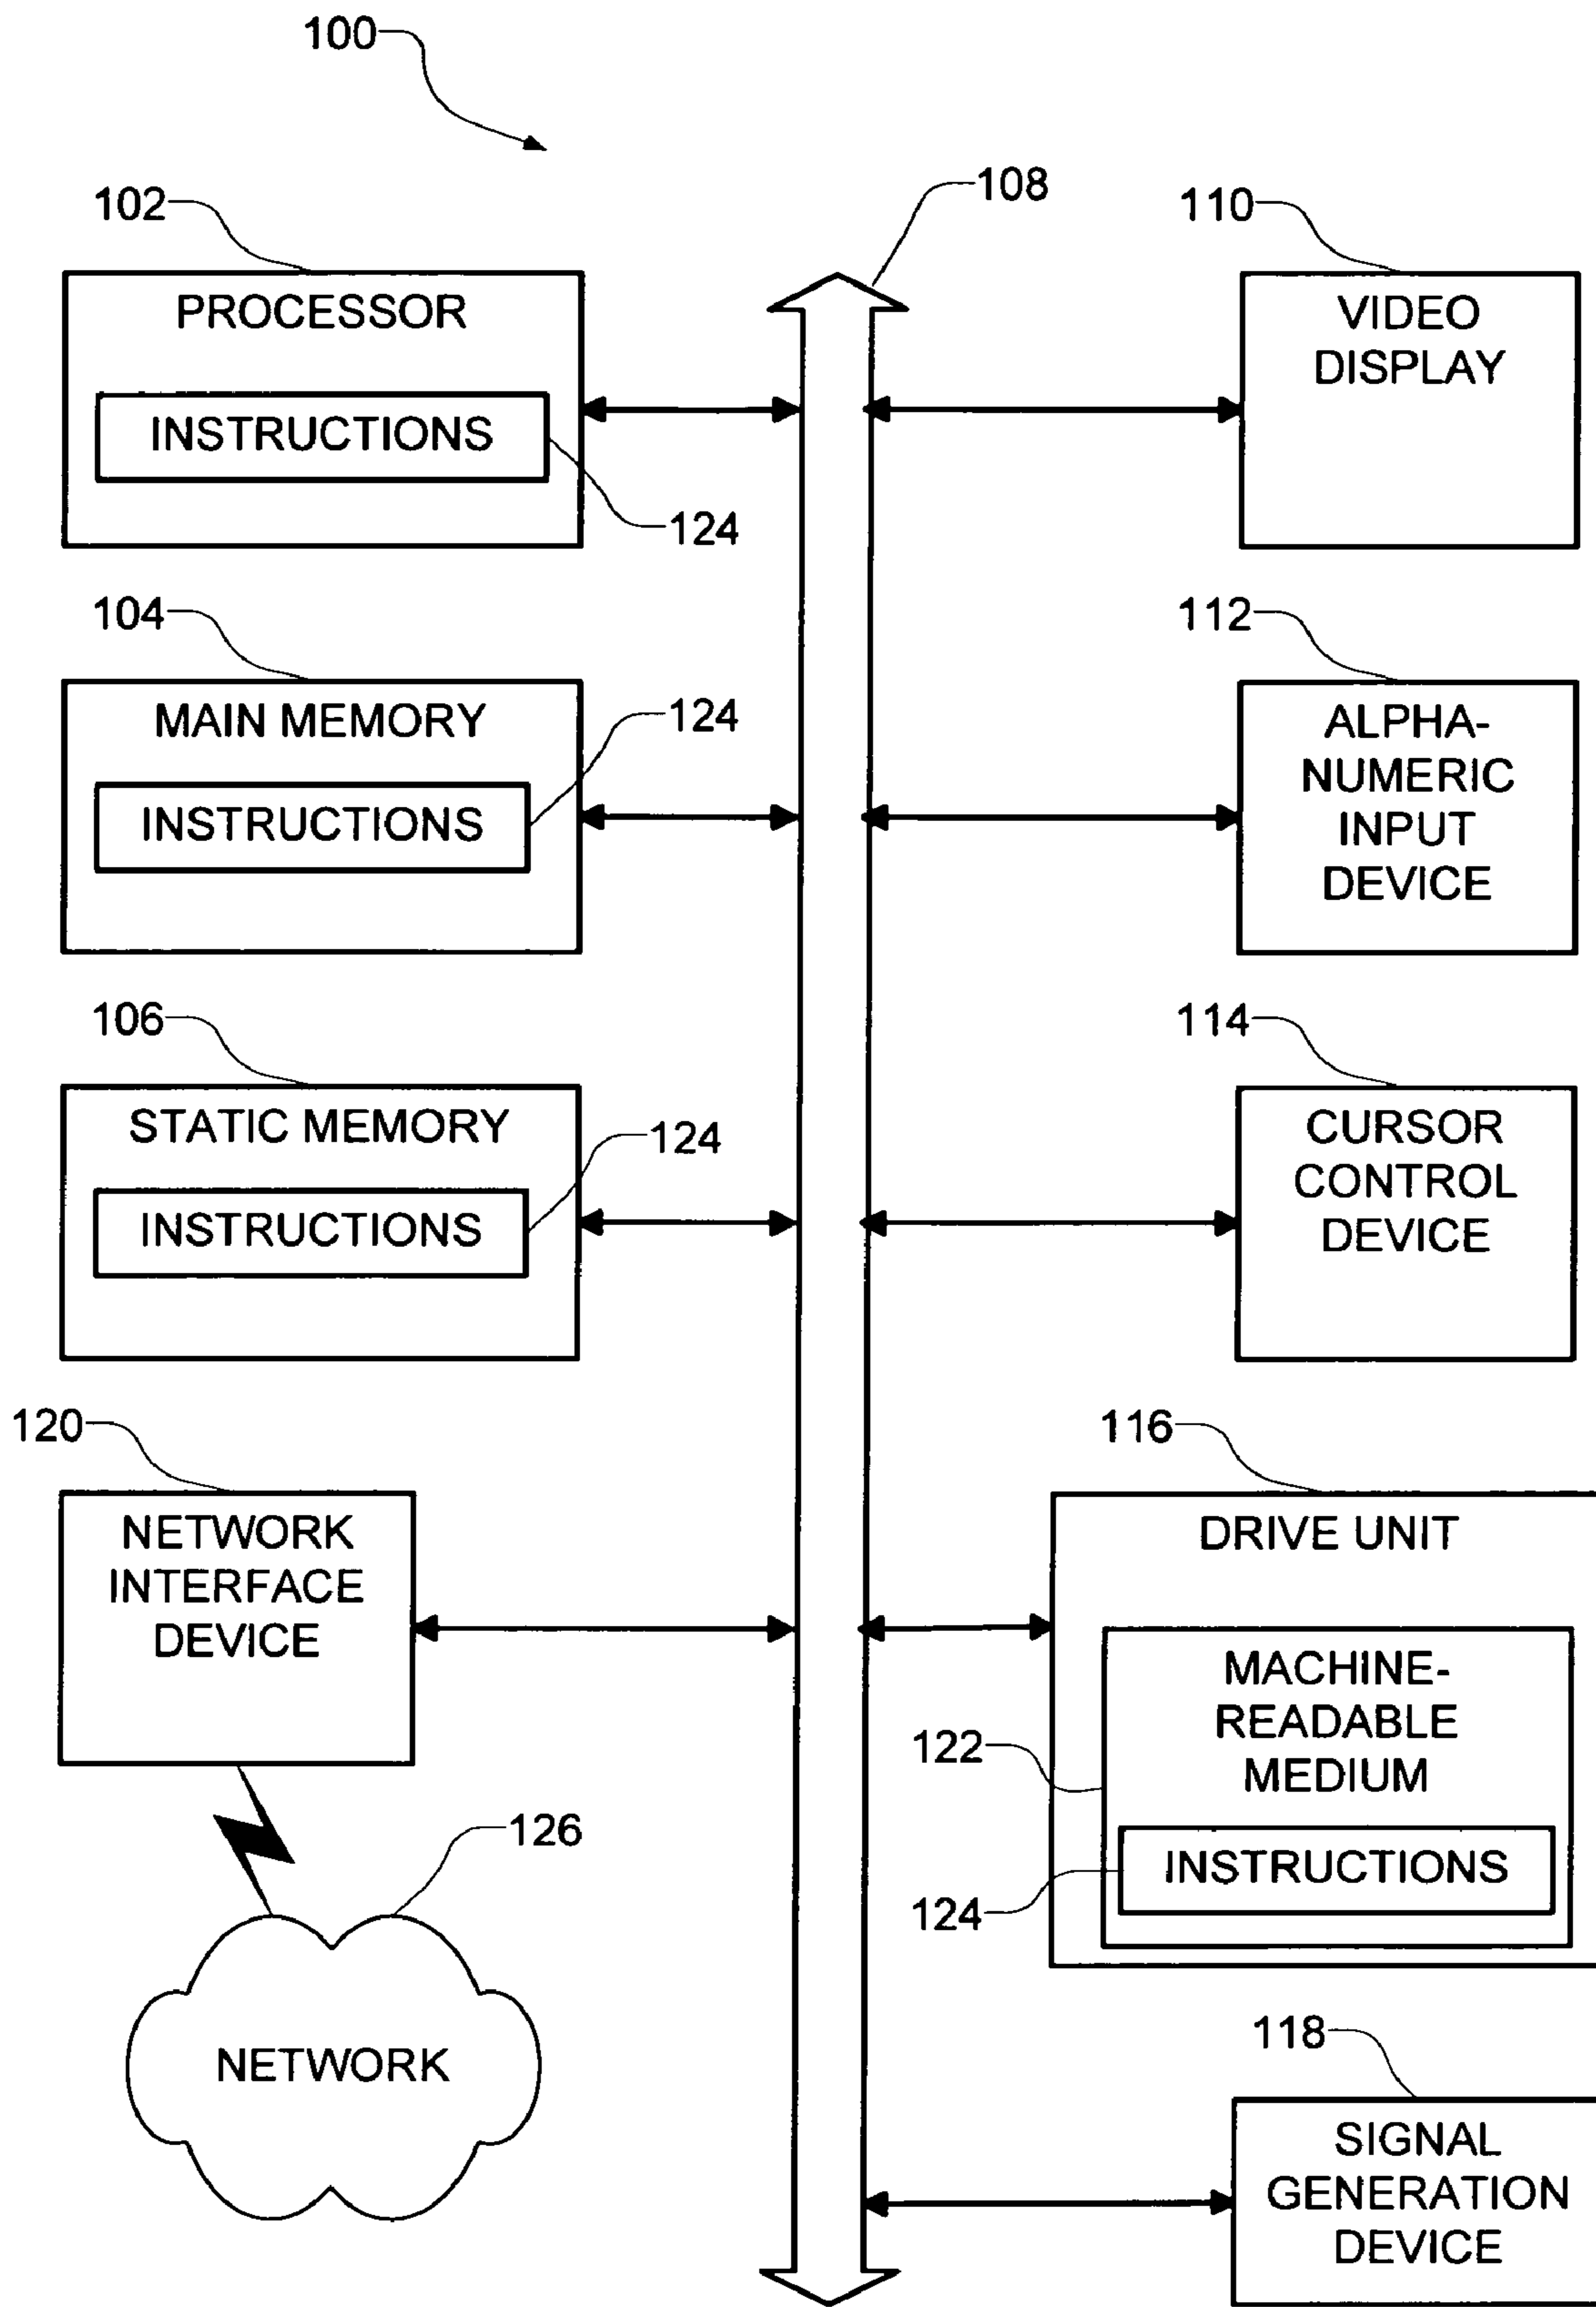 100
108
102
110
PROCESSOR
INSTRUCTIONS
124
VIDEO
DISPLAY
104
112
MAIN MEMORY
124
INSTRUCTIONS
ALPHA-
NUMERIC
INPUT
DEVICE
106
114
STATIC MEMORY
124
INSTRUCTIONS
CURSOR
CONTROL
DEVICE
120
116
NETWORK
INTERFACE
DEVICE
DRIVE UNIT
MACHINE-
READABLE
MEDIUM
122
INSTRUCTIONS
124
126
NETWORK
118
SIGNAL
GENERATION
DEVICE